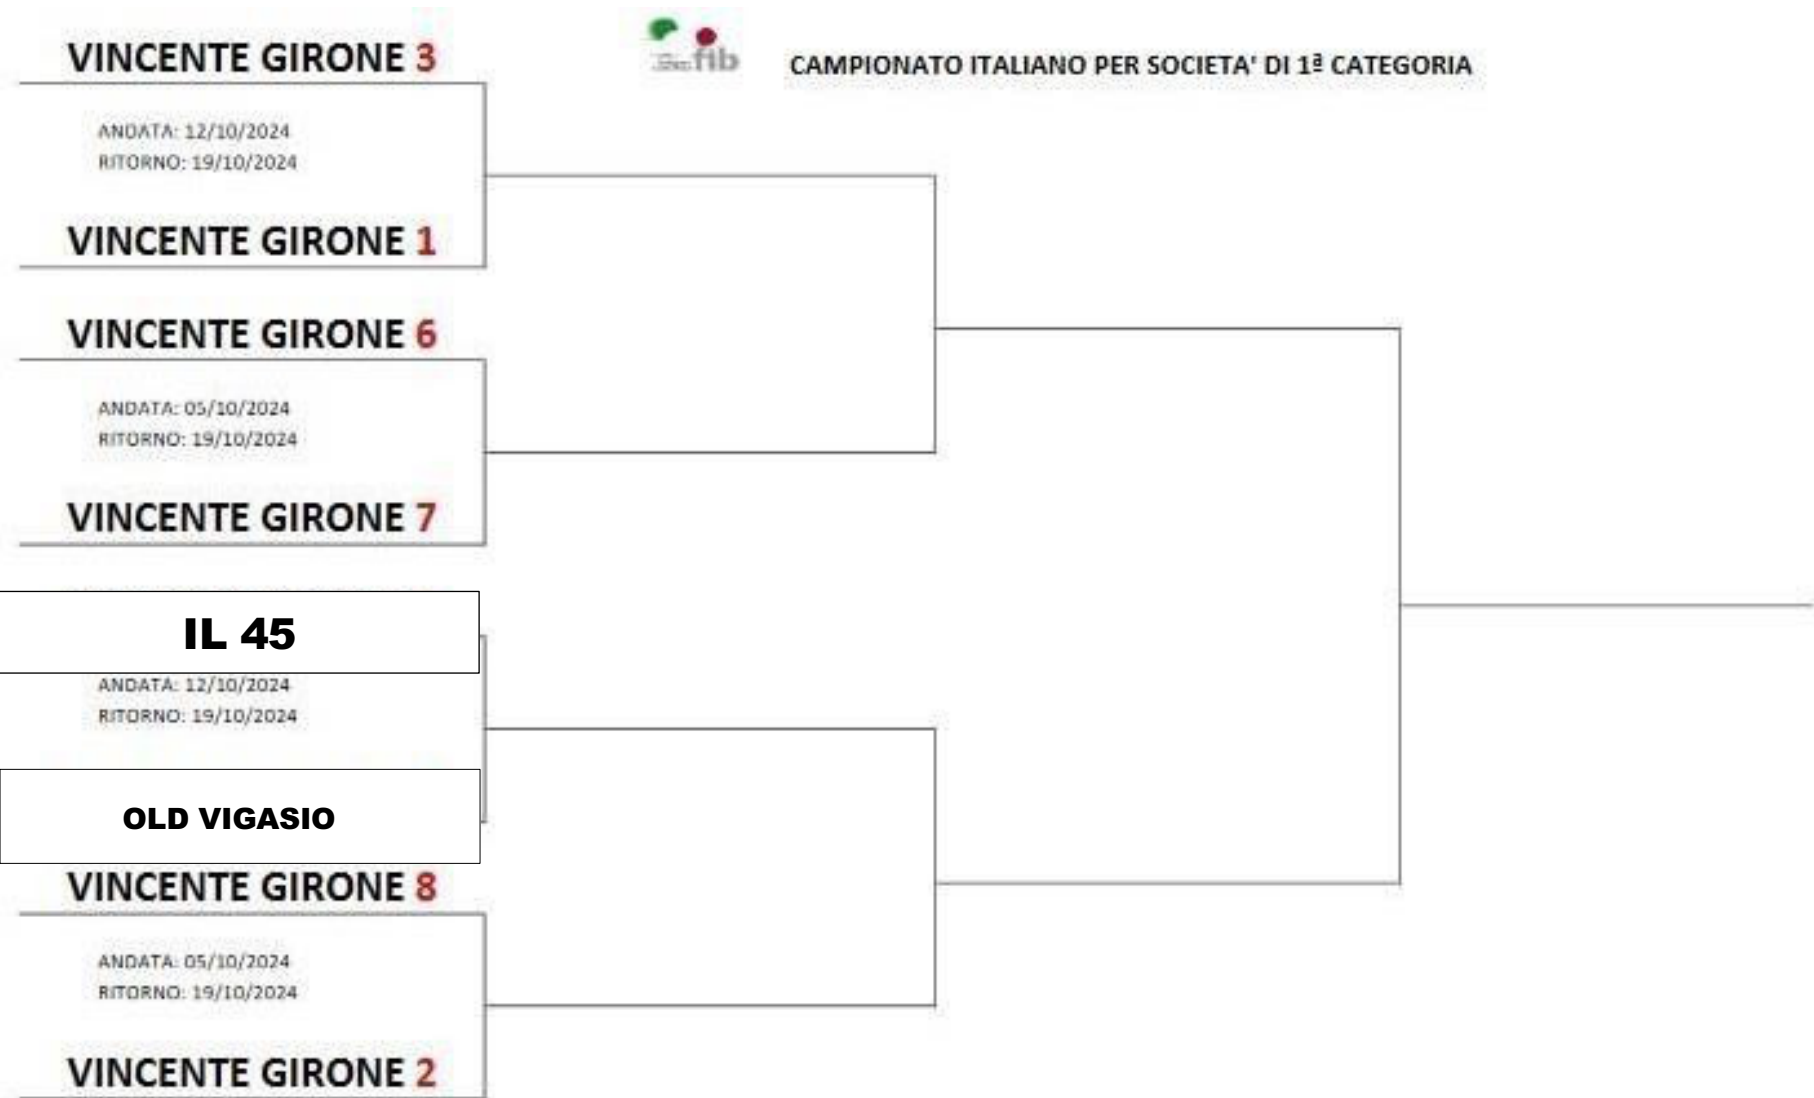 VINCENTE GIRONE 3
fib
CAMPIONATO ITALIANO PER SOCIETA' DI 1ª CATEGORIA
ANDATA: 12/10/2024
RITORNO: 19/10/2024
VINCENTE GIRONE 1
VINCENTE GIRONE 6
ANDATA: 05/10/2024
RITORNO: 19/10/2024
VINCENTE GIRONE 7
IL 45
ANDATA: 12/10/2024
RITORNO: 19/10/2024
OLD VIGASIO
VINCENTE GIRONE 8
ANDATA: 05/10/2024
RITORNO: 19/10/2024
VINCENTE GIRONE 2